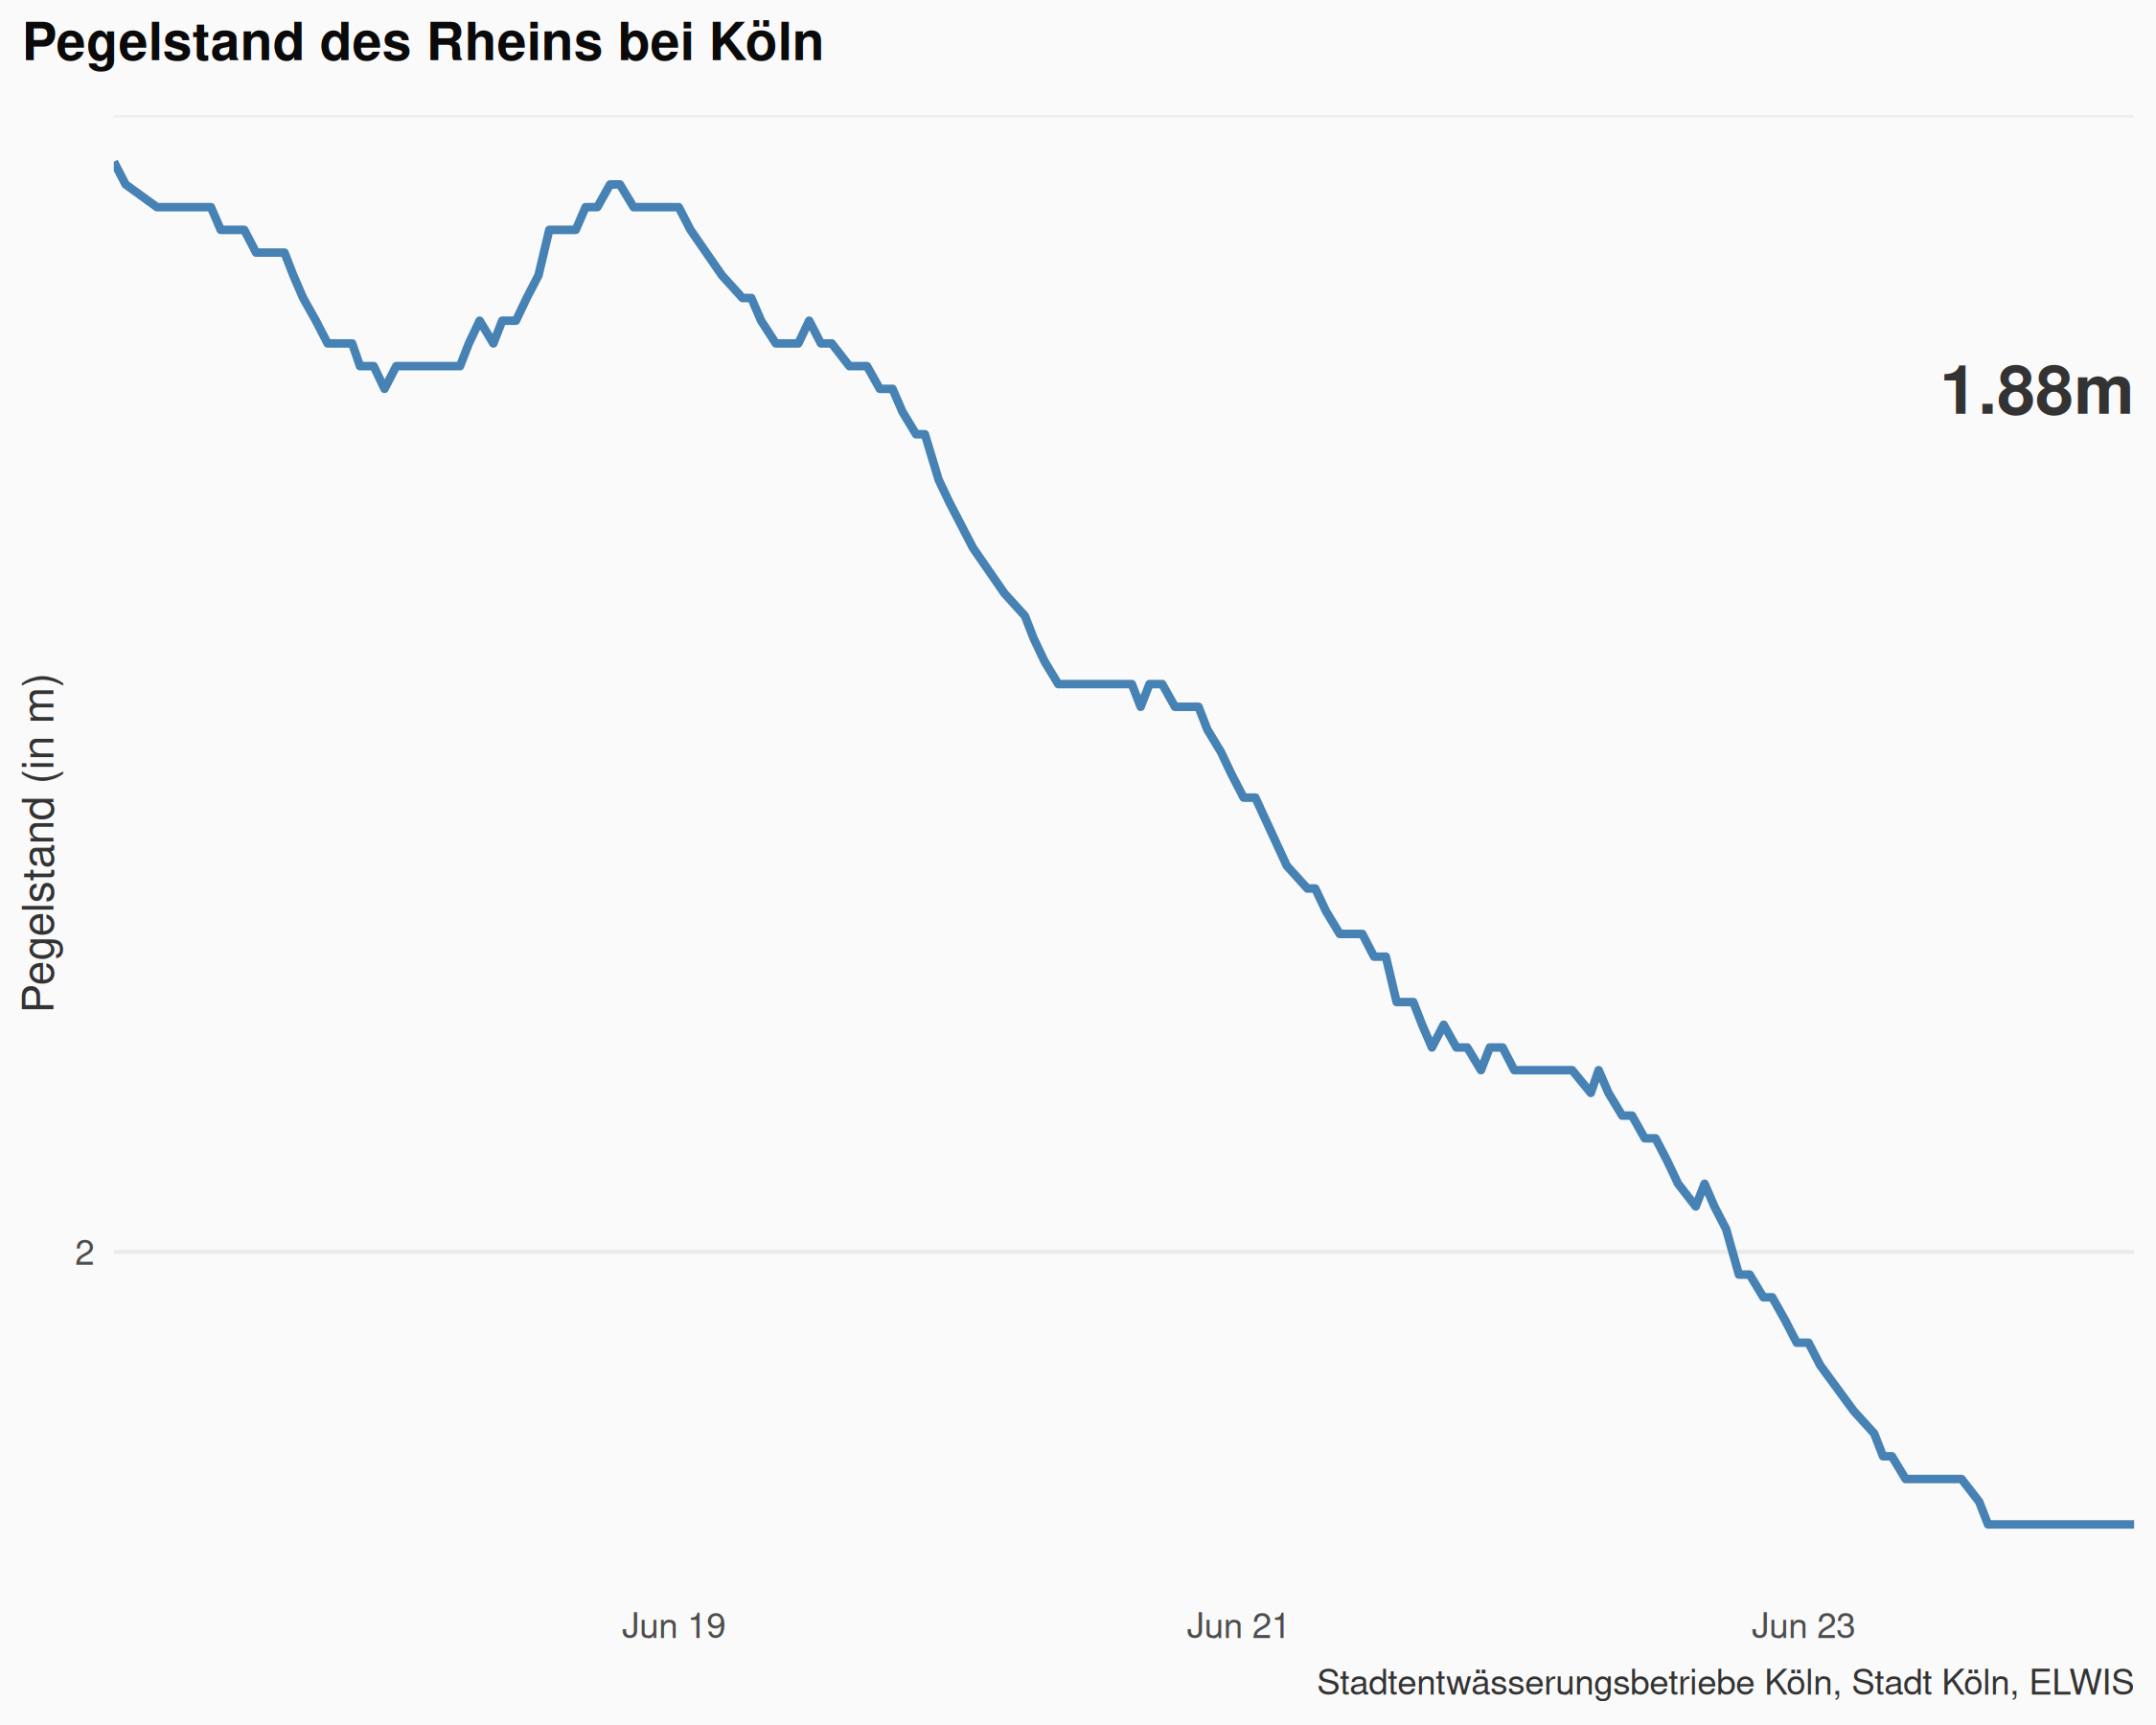 Pegelstand des Rheins bei Köln
1.88m
Pegelstand (in m)
2
Jun 19
Jun 21
Jun 23
Stadtentwässerungsbetriebe Köln, Stadt Köln, ELWIS